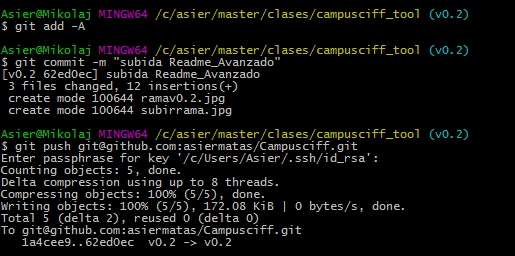 Asier@Mikolaj MINGW64 /c/asier/master/clases/campusciff_tool (v0.2)
$ git add -A
Asier@Mikolaj MINGW64 /c/asier/master/clases/campusciff_tool (v0.2)
$ git commit -m "subida Readme_Avanzado"
[v0.2 62ed0ec] subida Readme_Avanzado
 3 files changed, 12 insertions(+)
 create mode 100644 ramav0.2.jpg
 create mode 100644 subirrama.jpg
Asier@Mikolaj MINGW64 /c/asier/master/clases/campusciff_tool (v0.2)
$ git push git@github.com:asiermatas/Campusciff.git
Enter passphrase for key '/c/Users/Asier/.ssh/id_rsa':
Counting objects: 5, done.
Delta compression using up to 8 threads.
Compressing objects: 100% (5/5), done.
Writing objects: 100% (5/5), 172.08 KiB | 0 bytes/s, done.
Total 5 (delta 2), reused 0 (delta 0)
To git@github.com:asiermatas/Campusciff.git
   1a4cee9..62ed0ec  v0.2 -> v0.2